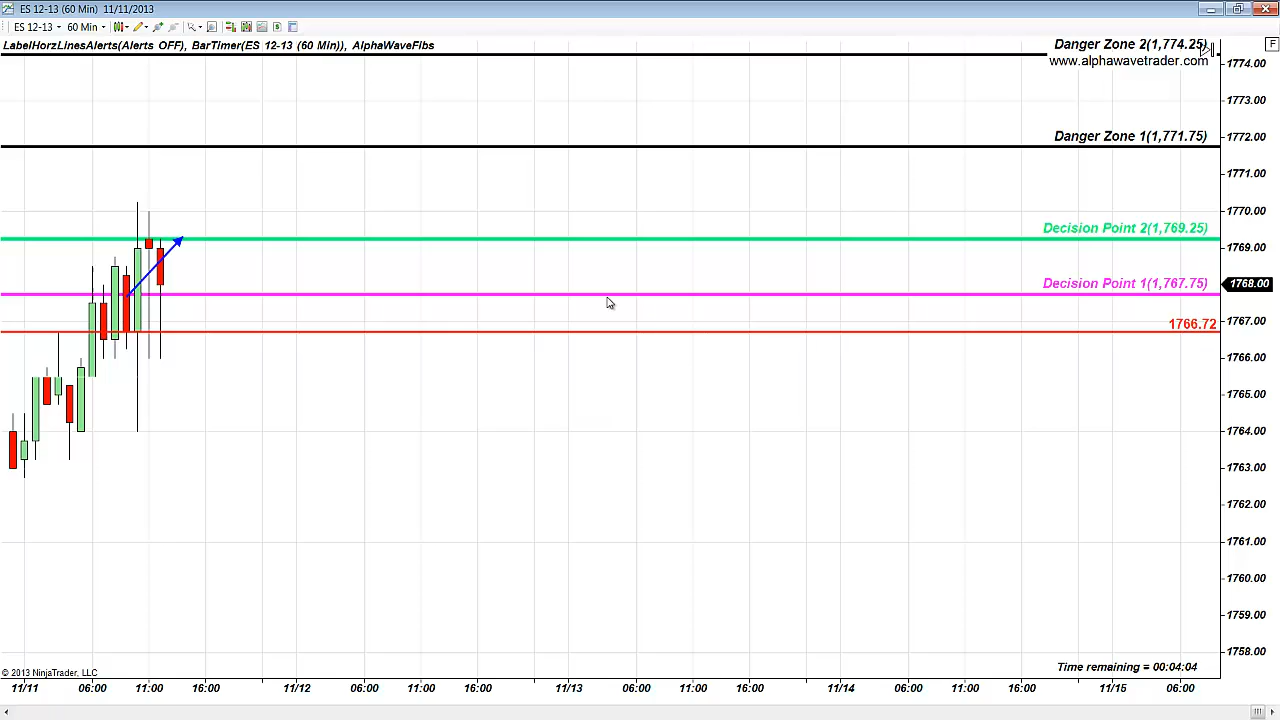 ES 12-13 (60 Min) 11/11/2013
ES 12-13 60 Min
LabelHorzLinesAlerts(Alerts OFF), BarTimer(ES 12-13 (60 Min)), AlphaWaveFibs
F
Danger Zone 2(1,774.25)
www.alphawavetrader.com
1774.00
1773.00
Danger Zone 1(1,771.75)
1772.00
1771.00
1770.00
Decision Point 2(1,769.25)
1769.00
Decision Point 1(1,767.75)
1768.00
1766.72
1767.00
1766.00
1765.00
1764.00
1763.00
1762.00
1761.00
1760.00
1759.00
1758.00
© 2013 NinjaTrader, LLC
Time remaining = 00:04:04
11/11 06:00 11:00 16:00 11/12 06:00 11:00 16:00 11/13 06:00 11:00 16:00 11/14 06:00 11:00 16:00 11/15 06:00